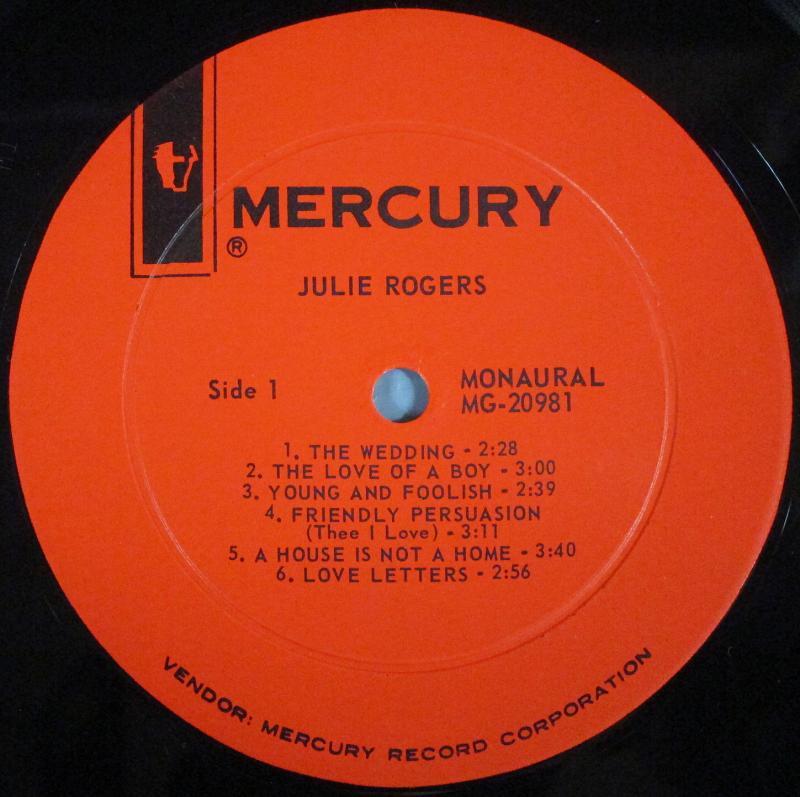 MERCURY
®
JULIE ROGERS
Side 1
MONAURAL
MG-20981
1. THE WEDDING - 2:28
2. THE LOVE OF A BOY - 3:00
3. YOUNG AND FOOLISH - 2:39
4. FRIENDLY PERSUASION
(Thee I Love) - 3:11
5. A HOUSE IS NOT A HOME - 3:40
6. LOVE LETTERS - 2:56
VENDOR: MERCURY RECORD CORPORATION